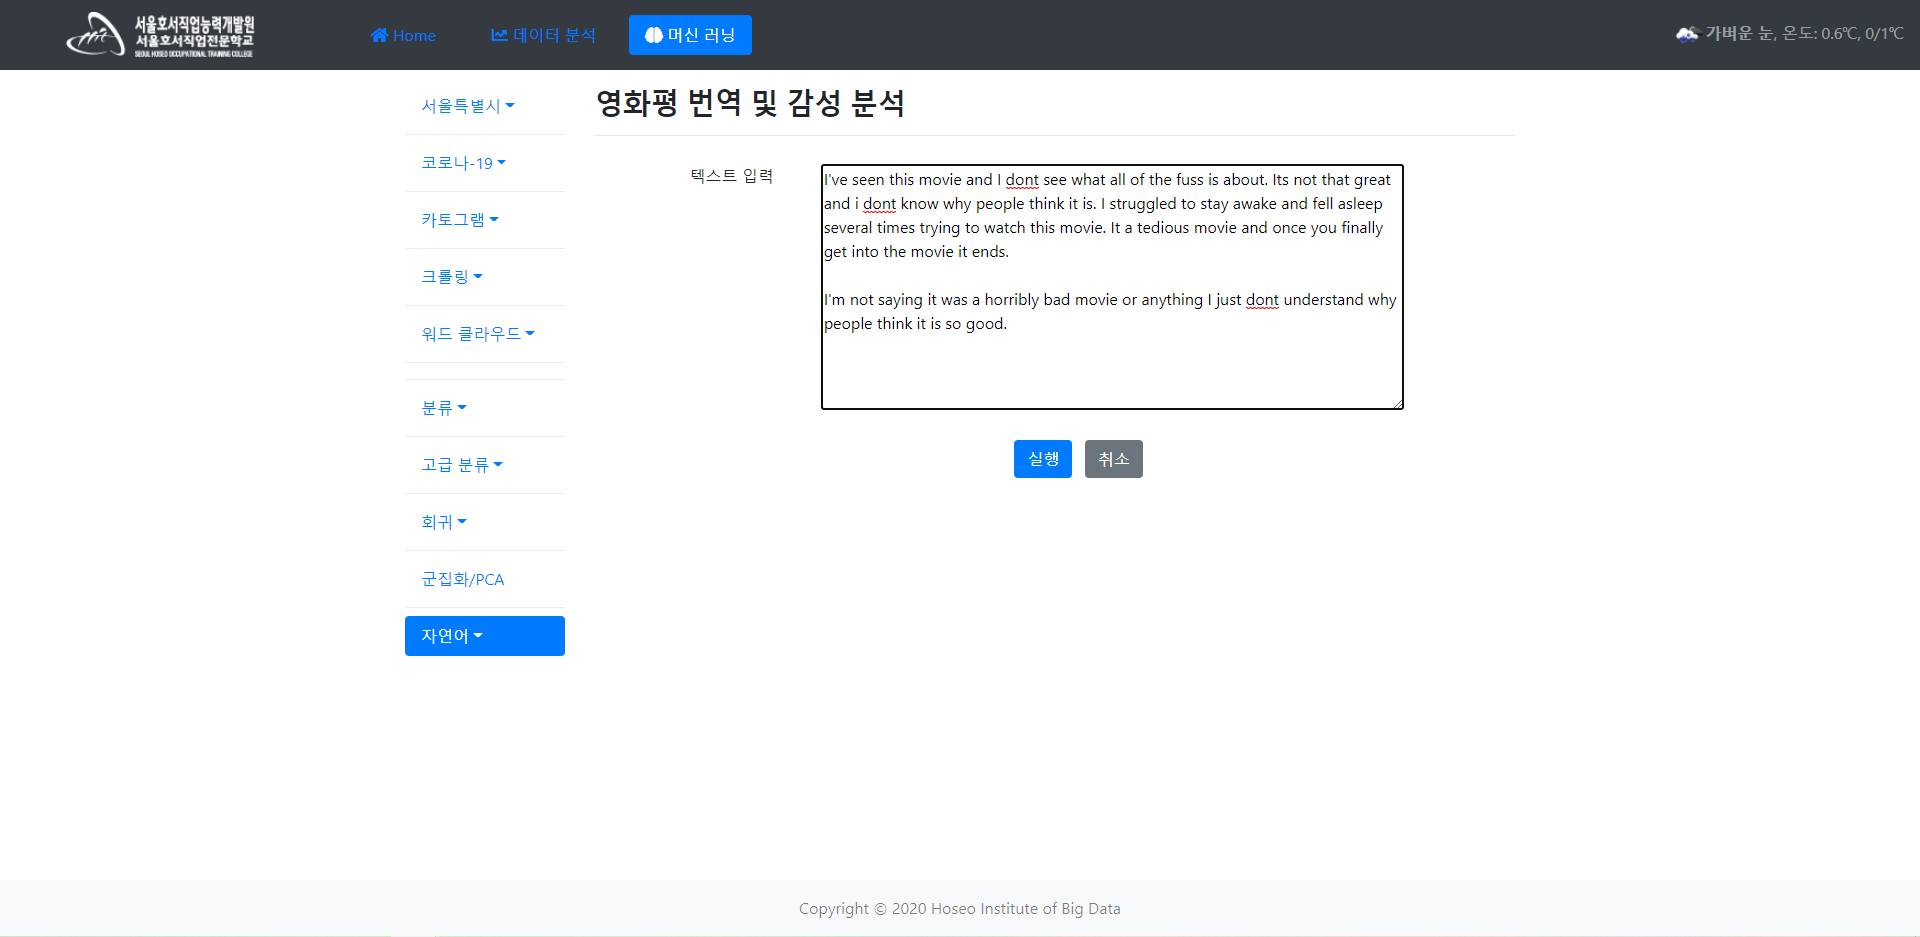 서울호서직업능력개발원
서울호서직업전문학교
SEOUL HOSEO OCCUPATIONAL TRAINING COLLEGE
Home
데이터 분석
머신 러닝
가벼운 눈, 온도: 0.6℃, 0/1℃
서울특별시
코로나-19
카토그램
크롤링
워드 클라우드
분류
고급 분류
회귀
군집화/PCA
자연어
영화평 번역 및 감성 분석
텍스트 입력
I've seen this movie and I dont see what all of the fuss is about. Its not that great
and i dont know why people think it is. I struggled to stay awake and fell asleep
several times trying to watch this movie. It a tedious movie and once you finally
get into the movie it ends.
I'm not saying it was a horribly bad movie or anything I just dont understand why
people think it is so good.
실행
취소
Copyright © 2020 Hoseo Institute of Big Data